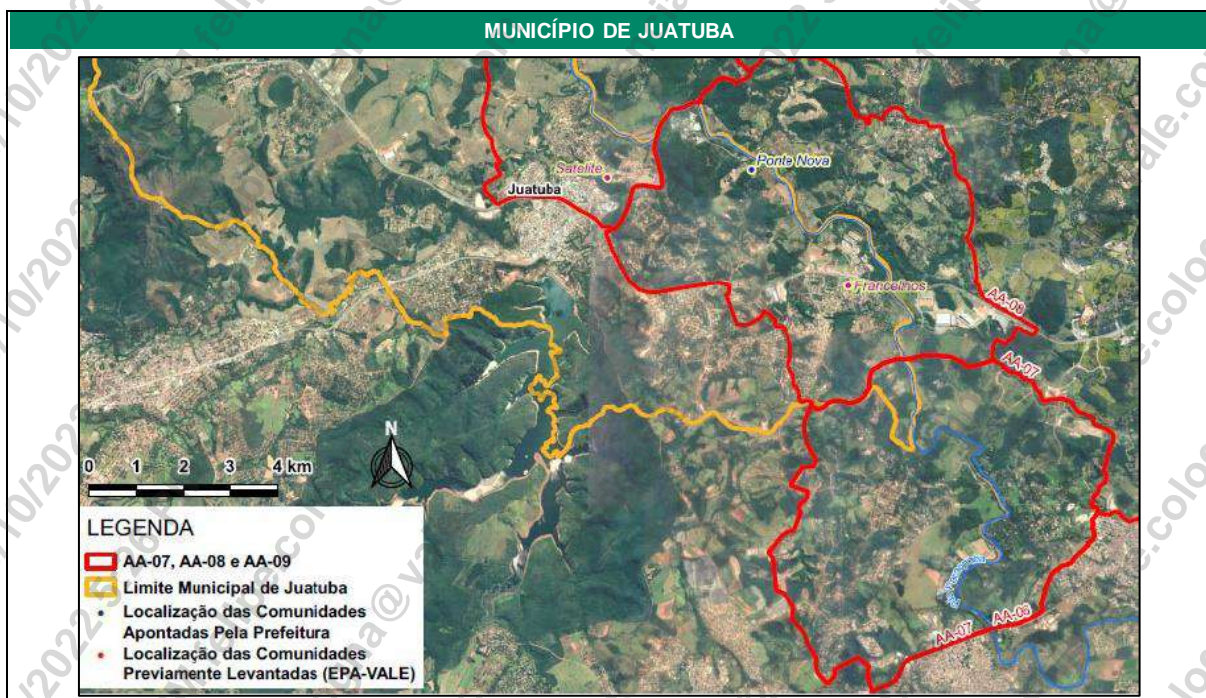 MUNICÍPIO DE JUATUBA
Satélite
Ponte Nova
Juatuba
Francelinos
AA-08
AA-07
N
0 1 2 3 4 km
LEGENDA
AA-07, AA-08 e AA-09
Limite Municipal de Juatuba
Localização das Comunidades
Apontadas Pela Prefeitura
Localização das Comunidades
Previamente Levantadas (EPA-VALE)
AA-07 AA-06